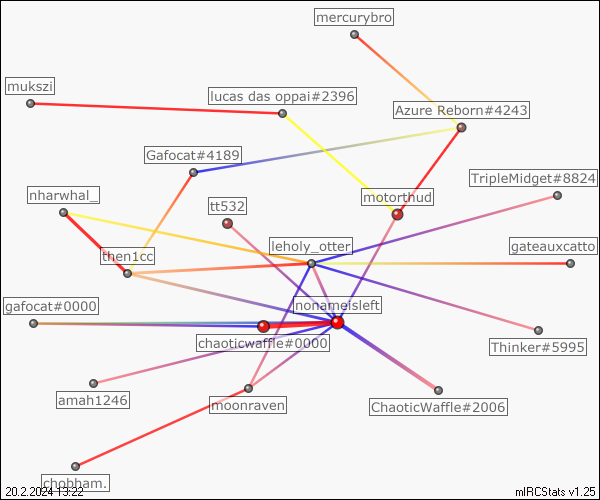 mercurybro
mukszi
lucas das oppai#2396
Azure Reborn#4243
Gafocat#4189
TripleMidget#8824
nharwhal_
motorthud
tt532
leholy_otter
gateauxcatto
then1cc
gafocat#0000
nonameisleft
chaoticwaffle#0000
Thinker#5995
amah1246
moonraven
ChaoticWaffle#2006
chobham.
20.2.2024 13:22
mIRCStats v1.25